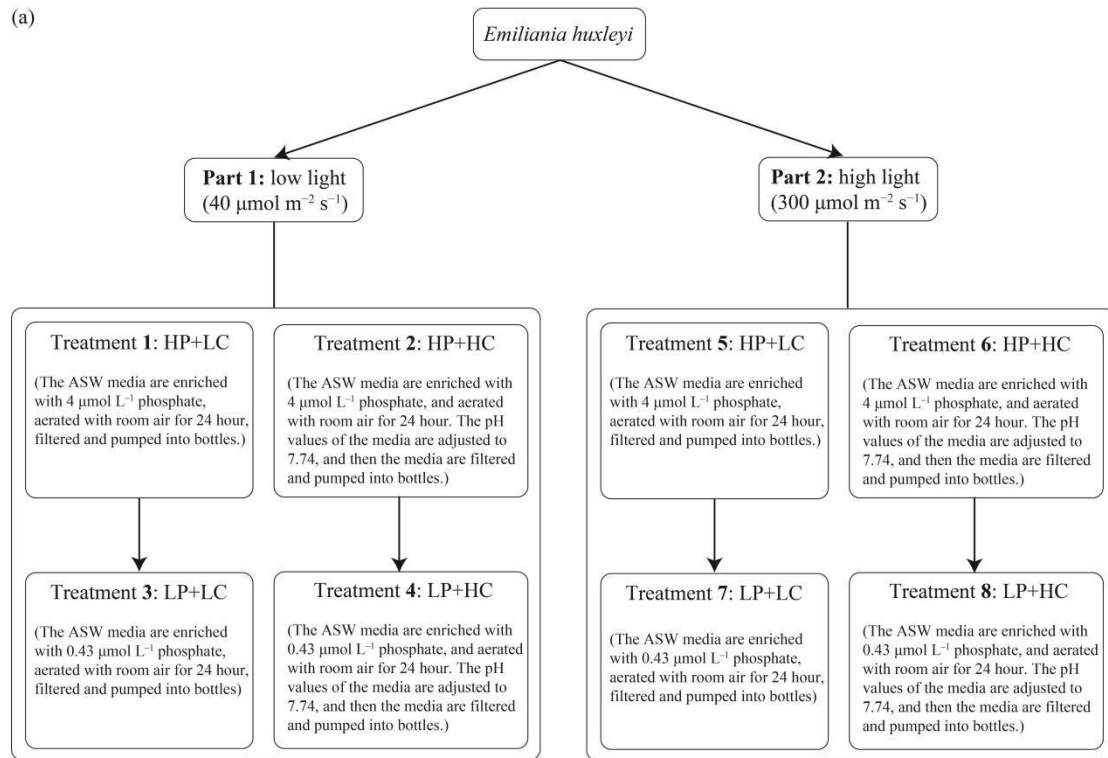 (a)
Emiliania huxleyi
Part 1: low light
(40 μmol m⁻² s⁻¹)
Part 2: high light
(300 μmol m⁻² s⁻¹)
Treatment 1: HP+LC
(The ASW media are enriched
with 4 μmol L⁻¹ phosphate,
aerated with room air for 24 hour,
filtered and pumped into bottles.)
Treatment 2: HP+HC
(The ASW media are enriched with
4 μmol L⁻¹ phosphate, and aerated
with room air for 24 hour. The pH
values of the media are adjusted to
7.74, and then the media are filtered
and pumped into bottles.)
Treatment 3: LP+LC
(The ASW media are enriched
with 0.43 μmol L⁻¹ phosphate,
aerated with room air for 24 hour,
filtered and pumped into bottles)
Treatment 4: LP+HC
(The ASW media are enriched with
0.43 μmol L⁻¹ phosphate, and aerated
with room air for 24 hour. The pH
values of the media are adjusted to
7.74, and then the media are filtered
and pumped into bottles.)
Treatment 5: HP+LC
(The ASW media are enriched
with 4 μmol L⁻¹ phosphate,
aerated with room air for 24 hour,
filtered and pumped into bottles.)
Treatment 6: HP+HC
(The ASW media are enriched with
4 μmol L⁻¹ phosphate, and aerated
with room air for 24 hour. The pH
values of the media are adjusted to
7.74, and then the media are filtered
and pumped into bottles.)
Treatment 7: LP+LC
(The ASW media are enriched
with 0.43 μmol L⁻¹ phosphate,
aerated with room air for 24 hour,
filtered and pumped into bottles)
Treatment 8: LP+HC
(The ASW media are enriched with
0.43 μmol L⁻¹ phosphate, and aerated
with room air for 24 hour. The pH
values of the media are adjusted to
7.74, and then the media are filtered
and pumped into bottles.)